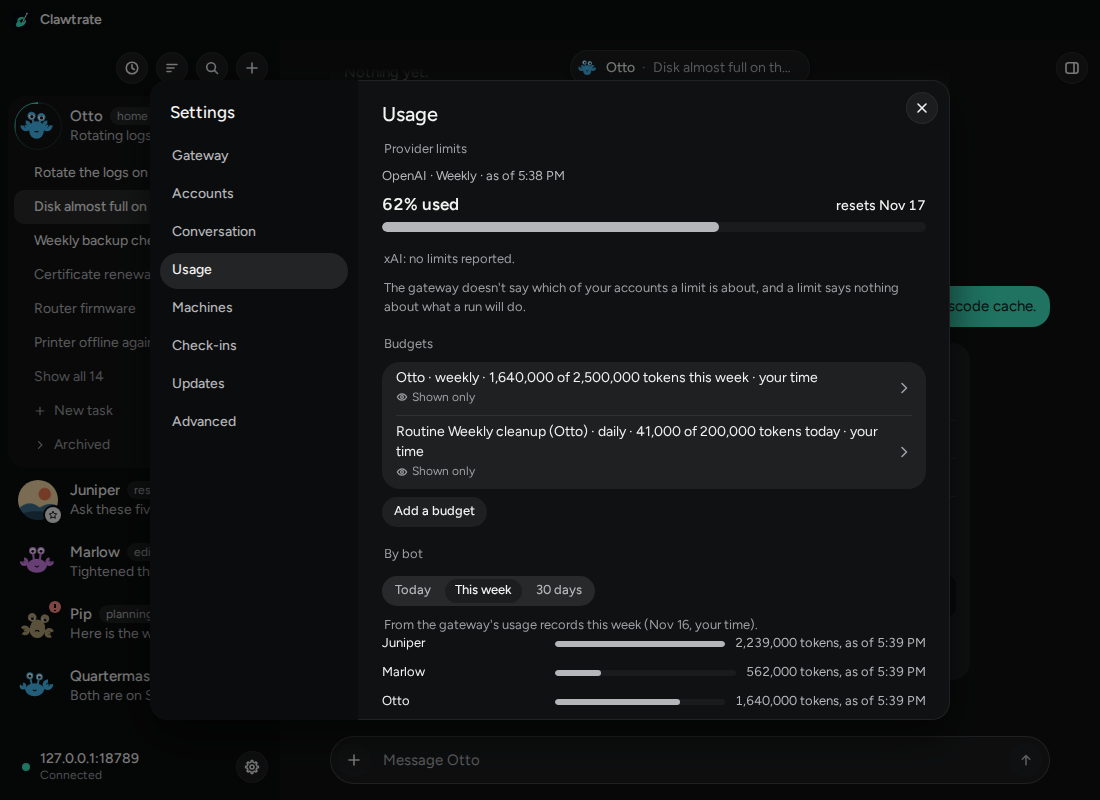 Clawtrate
Nothing yet.
Otto · Disk almost full on th...
Otto home
Rotating logs
Rotate the logs on
Disk almost full on
Weekly backup che
Certificate renewa
Router firmware
Printer offline again
Show all 14
+ New task
Archived
Juniper res
Ask these fiv
Marlow edi
Tightened th
Pip planning
Here is the w
Quartermas
Both are on S
127.0.0.1:18789
Connected
Settings
Gateway
Accounts
Conversation
Usage
Machines
Check-ins
Updates
Advanced
Usage
Provider limits
OpenAI · Weekly · as of 5:38 PM
62% used
resets Nov 17
xAI: no limits reported.
The gateway doesn't say which of your accounts a limit is about, and a limit says nothing
about what a run will do.
Budgets
Otto · weekly · 1,640,000 of 2,500,000 tokens this week · your time
Shown only
Routine Weekly cleanup (Otto) · daily · 41,000 of 200,000 tokens today · your
time
Shown only
Add a budget
By bot
Today This week 30 days
From the gateway's usage records this week (Nov 16, your time).
Juniper 2,239,000 tokens, as of 5:39 PM
Marlow 562,000 tokens, as of 5:39 PM
Otto 1,640,000 tokens, as of 5:39 PM
scode cache.
Message Otto